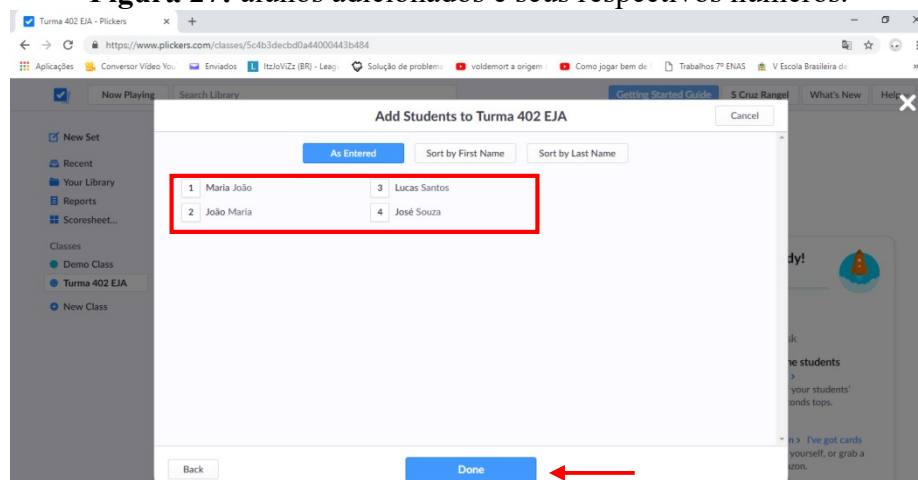 Figura 27: alunos adicionados e seus respectivos números.
Turma 402 EJA - Plickers
https://www.plickers.com/classes/5c4b3decbd0a44000443b484
Aplicações Conversor Vídeo You Enviados ItzJoViZz (BR) - Leag Solução de problema voldemort a origem Como jogar bem de Trabalhos 7º ENAS V Escola Brasileira de
Now Playing Search Library Getting Started Guide S Cruz Rangel What's New Help
Add Students to Turma 402 EJA Cancel
New Set
As Entered Sort by First Name Sort by Last Name
Recent
Your Library
Reports
Scoresheet...
1 Maria João 3 Lucas Santos
2 João Maria 4 José Souza
Classes
Demo Class
Turma 402 EJA
New Class
dy!
students
your students'
onds tops.
I've got cards
yourself, or grab a
Back Done